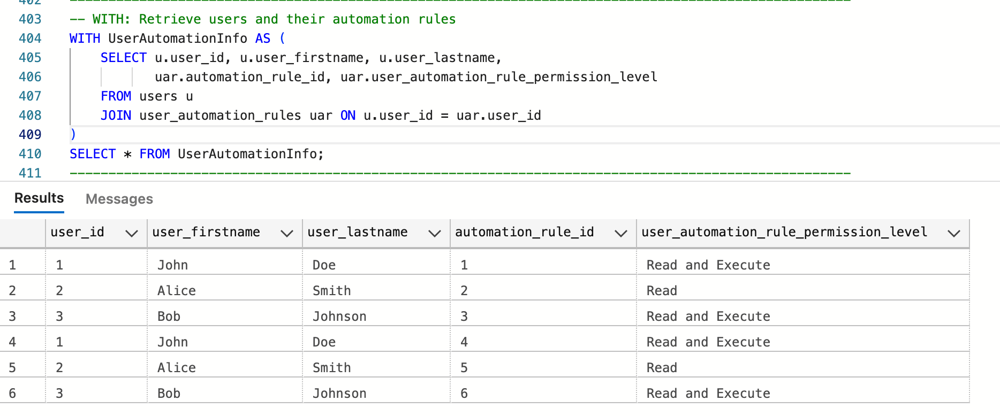 402 ----------------------------------------------------------------------------------------------------
403 -- WITH: Retrieve users and their automation rules
404 WITH UserAutomationInfo AS (
405     SELECT u.user_id, u.user_firstname, u.user_lastname,
406            uar.automation_rule_id, uar.user_automation_rule_permission_level
407     FROM users u
408     JOIN user_automation_rules uar ON u.user_id = uar.user_id
409 )
410 SELECT * FROM UserAutomationInfo;
411 -----------------------------------------------------------------------------------------------------
Results Messages
user_id user_firstname user_lastname automation_rule_id user_automation_rule_permission_level
1 1 John Doe 1 Read and Execute
2 2 Alice Smith 2 Read
3 3 Bob Johnson 3 Read and Execute
4 1 John Doe 4 Read and Execute
5 2 Alice Smith 5 Read
6 3 Bob Johnson 6 Read and Execute